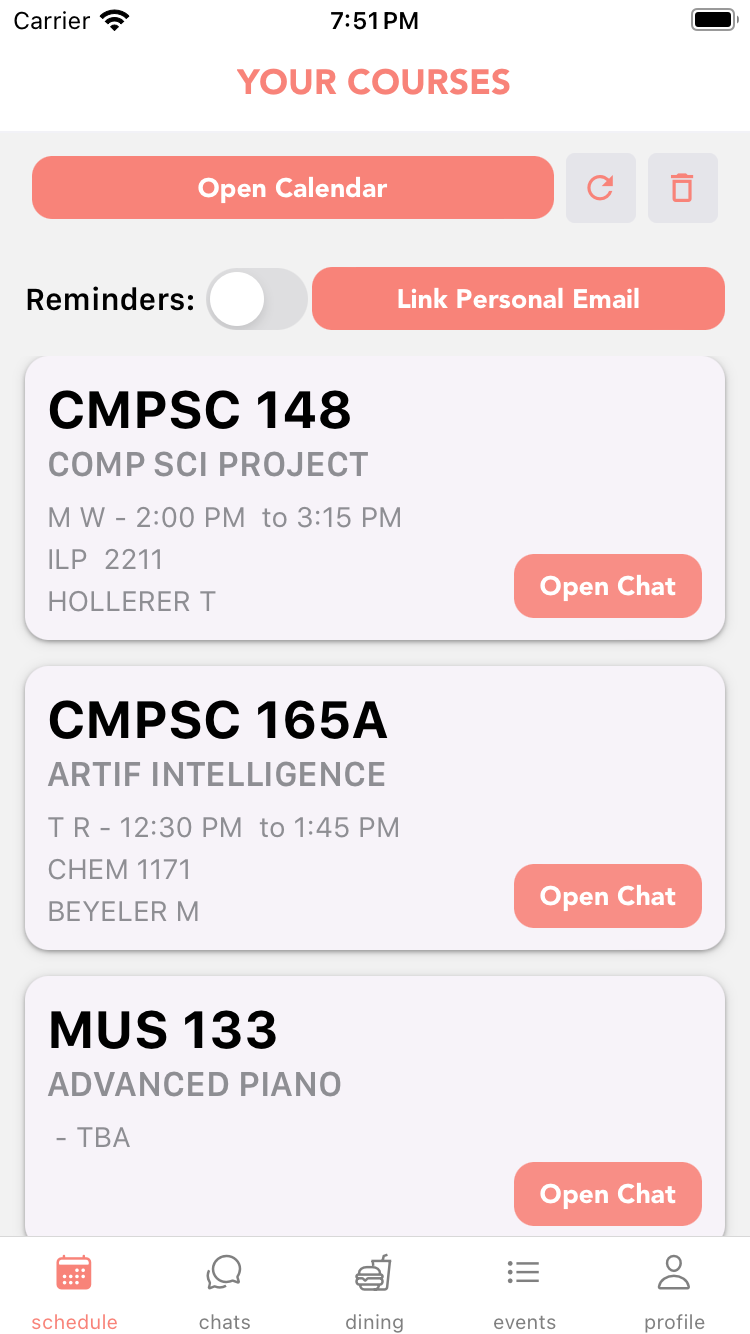 Carrier 7:51 PM
YOUR COURSES
Open Calendar
Reminders: Link Personal Email
CMPSC 148
COMP SCI PROJECT
M W - 2:00 PM  to 3:15 PM
ILP  2211
HOLLERER T
Open Chat
CMPSC 165A
ARTIF INTELLIGENCE
T R - 12:30 PM  to 1:45 PM
CHEM 1171
BEYELER M
Open Chat
MUS 133
ADVANCED PIANO
- TBA
Open Chat
schedule chats dining events profile